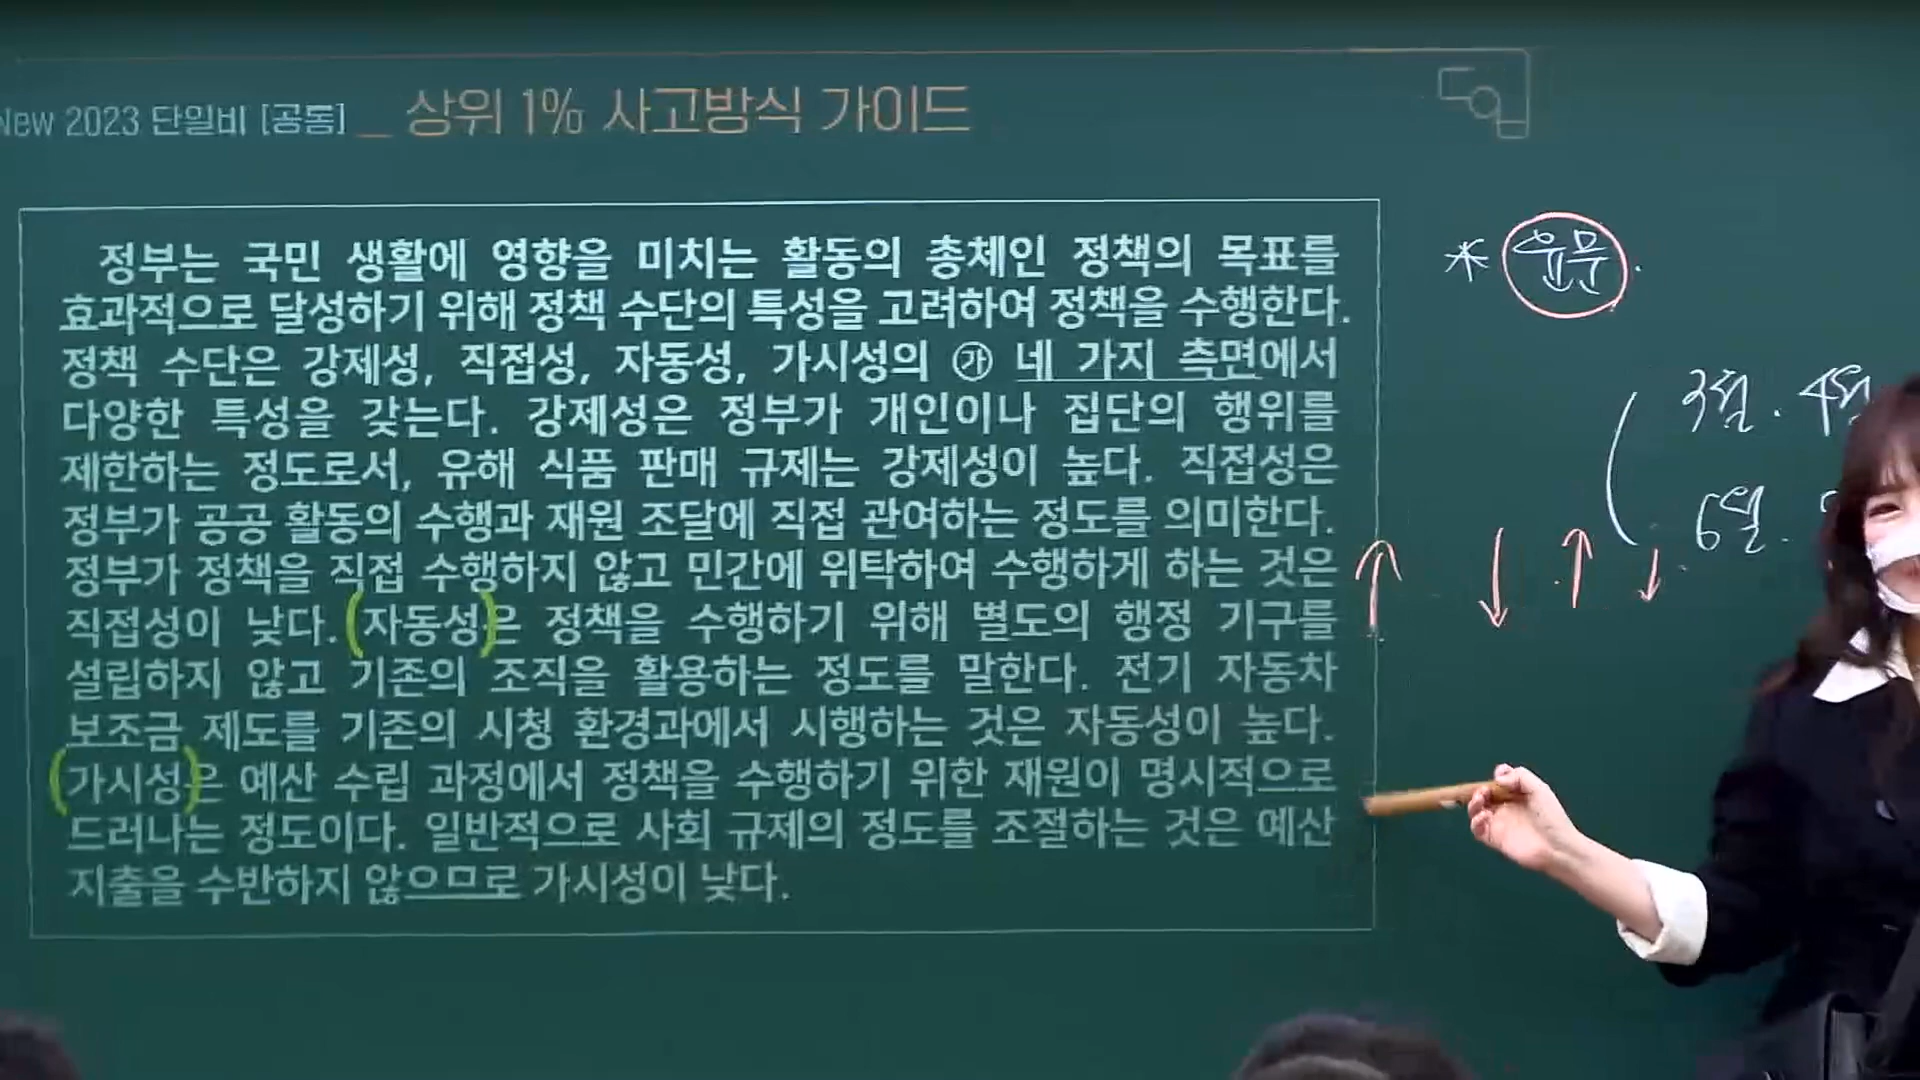 New 2023 단일비 [공통] _ 상위 1% 사고방식 가이드
정부는 국민 생활에 영향을 미치는 활동의 총체인 정책의 목표를
효과적으로 달성하기 위해 정책 수단의 특성을 고려하여 정책을 수행한다.
정책 수단은 강제성, 직접성, 자동성, 가시성의 ㉮ 네 가지 측면에서
다양한 특성을 갖는다. 강제성은 정부가 개인이나 집단의 행위를
제한하는 정도로서, 유해 식품 판매 규제는 강제성이 높다. 직접성은
정부가 공공 활동의 수행과 재원 조달에 직접 관여하는 정도를 의미한다.
정부가 정책을 직접 수행하지 않고 민간에 위탁하여 수행하게 하는 것은
직접성이 낮다. (자동성)은 정책을 수행하기 위해 별도의 행정 기구를
설립하지 않고 기존의 조직을 활용하는 정도를 말한다. 전기 자동차
보조금 제도를 기존의 시청 환경과에서 시행하는 것은 자동성이 높다.
(가시성)은 예산 수립 과정에서 정책을 수행하기 위한 재원이 명시적으로
드러나는 정도이다. 일반적으로 사회 규제의 정도를 조절하는 것은 예산
지출을 수반하지 않으므로 가시성이 낮다.
3월. 4월
6월.
↑ ↓ ↑ ↓